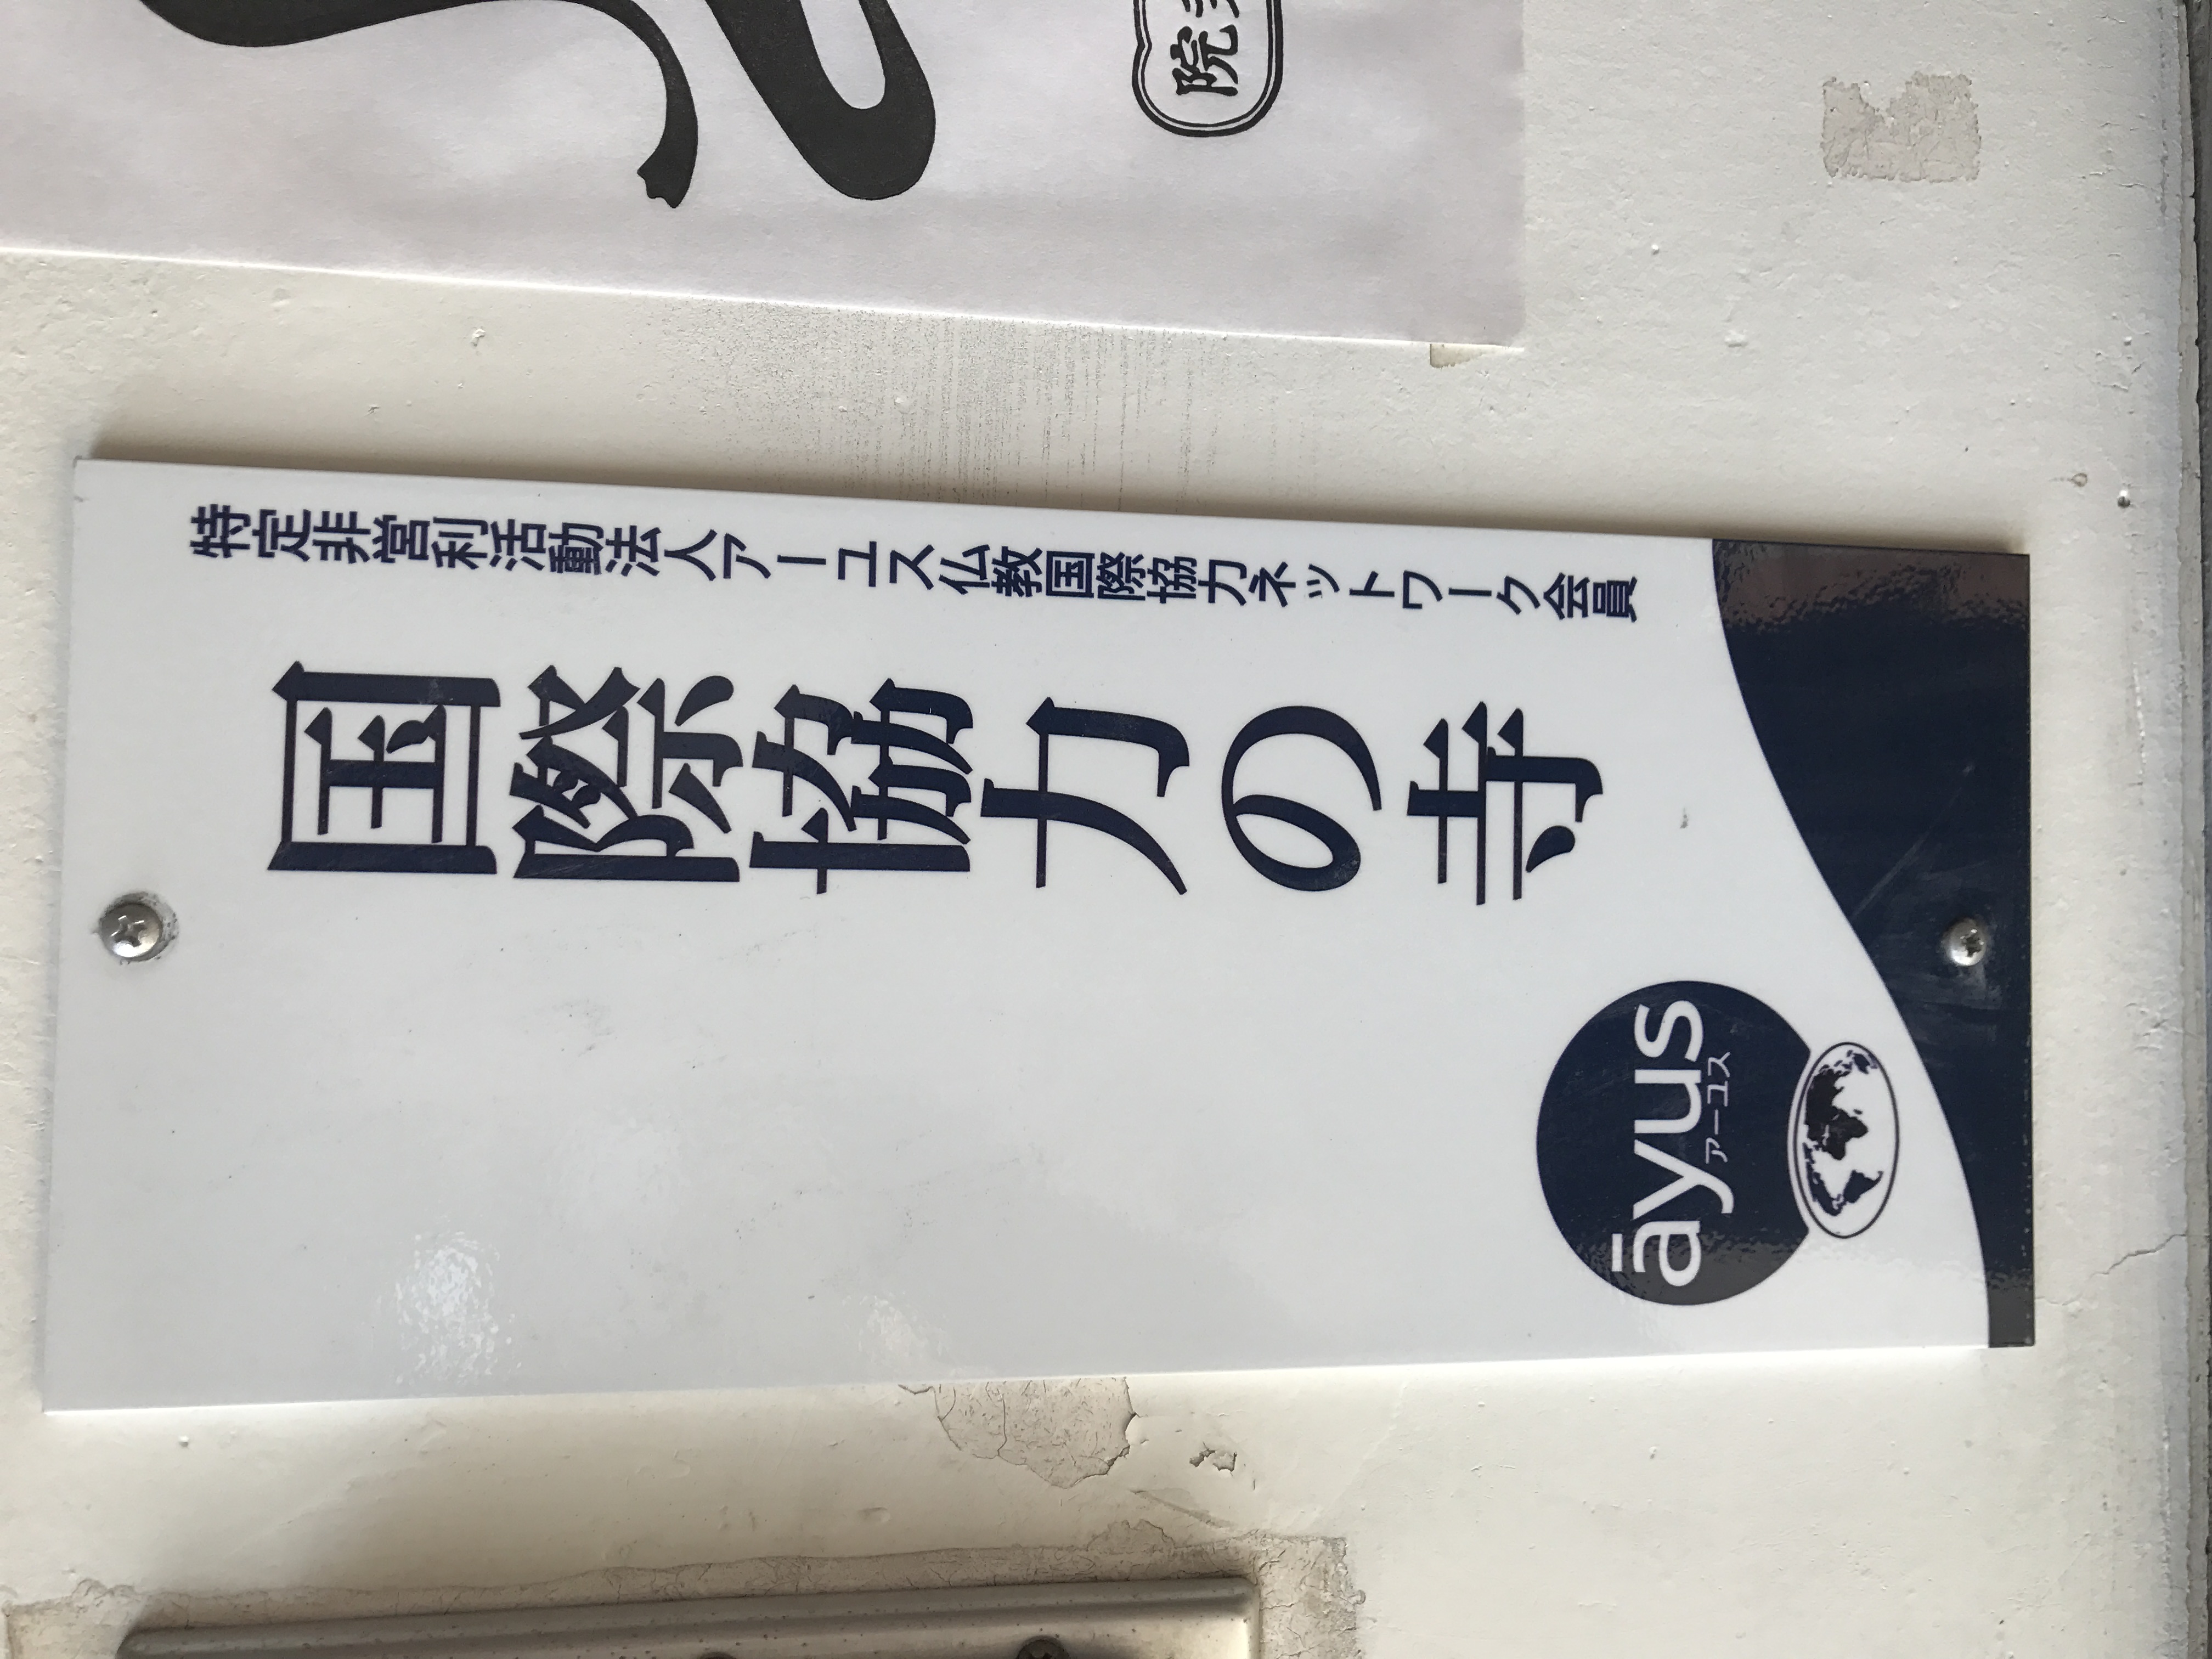 特定非営利活動法人アーユス仏教国際協力ネットワーク会員
国際協力の寺
āyus
アーユス
院